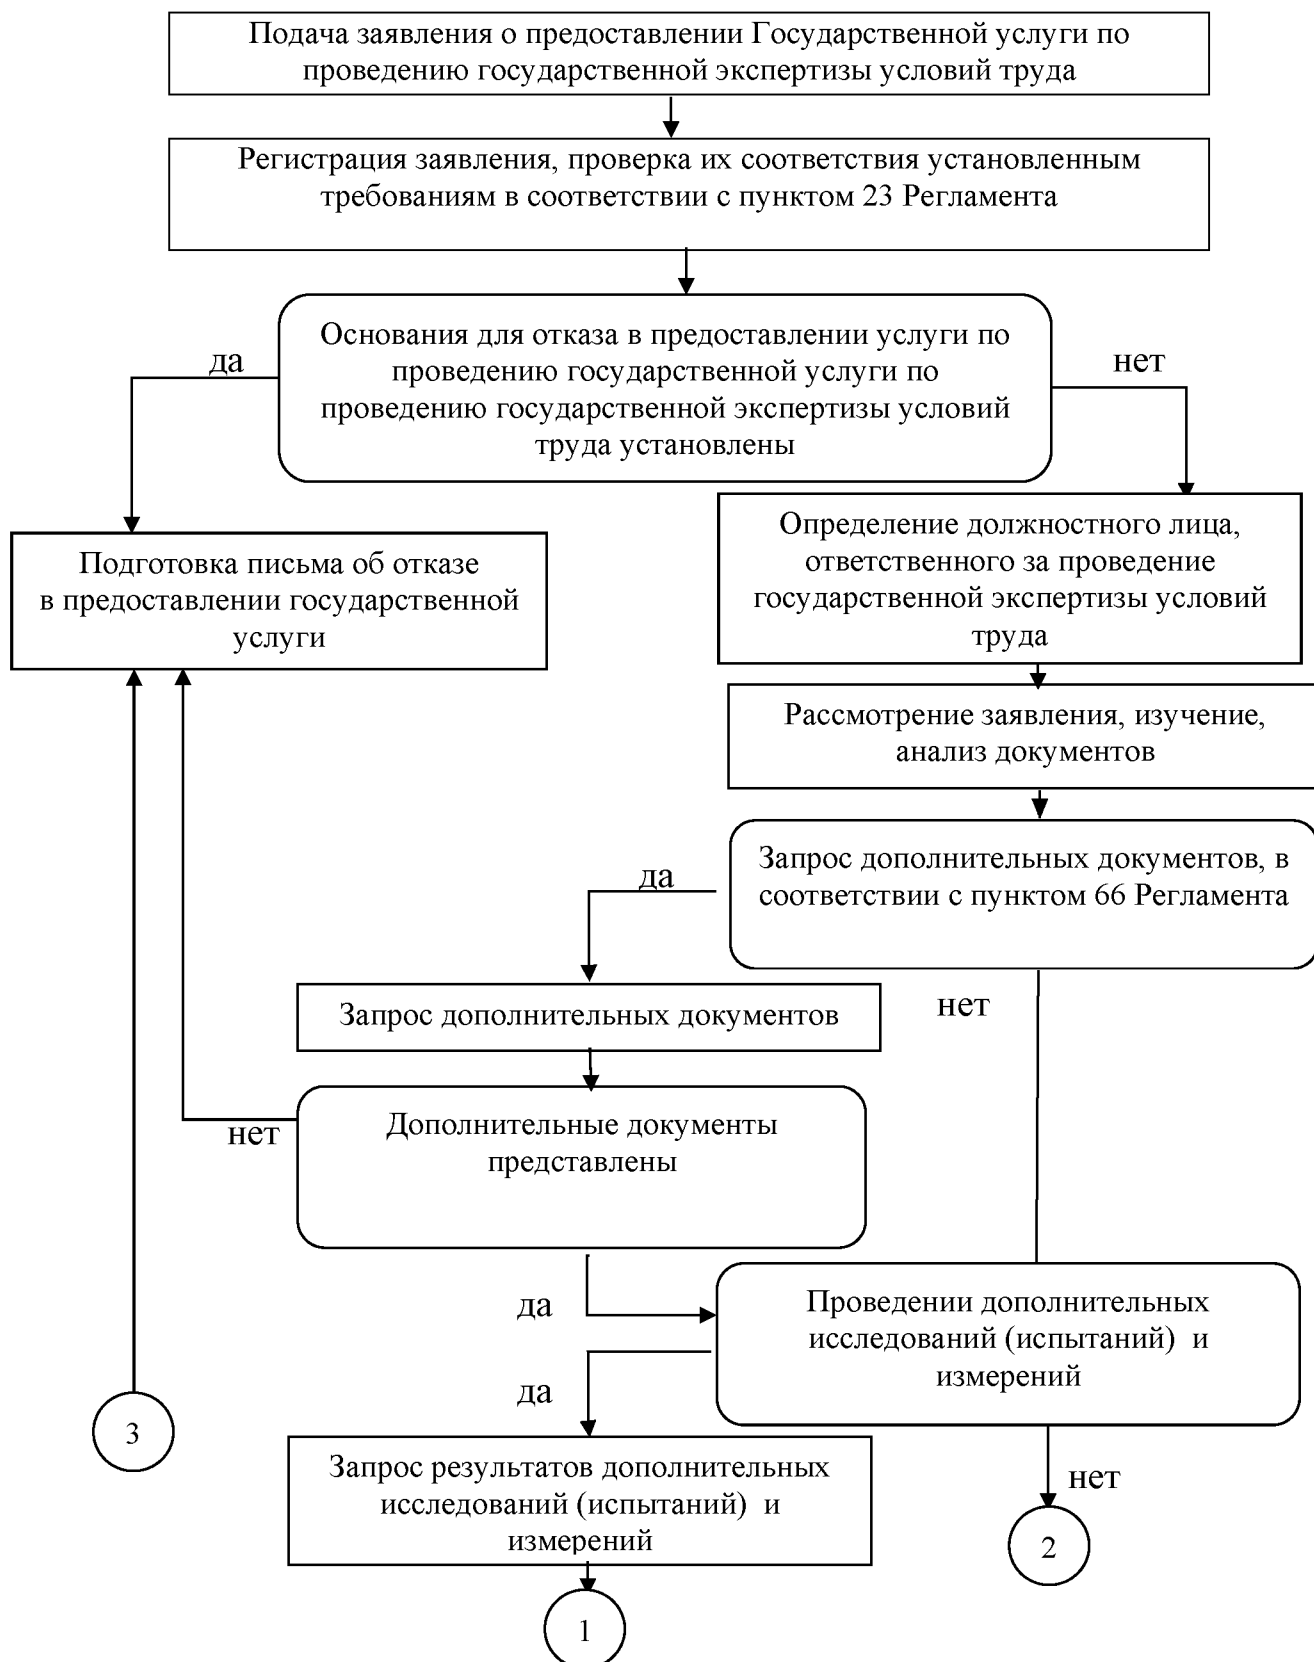 Подача заявления о предоставлении Государственной услуги по
проведению государственной экспертизы условий труда
Регистрация заявления, проверка их соответствия установленным
требованиям в соответствии с пунктом 23 Регламента
Основания для отказа в предоставлении услуги по
проведению государственной услуги по
проведению государственной экспертизы условий
труда установлены
да
нет
Определение должностного лица,
ответственного за проведение
государственной экспертизы условий
труда
Подготовка письма об отказе
в предоставлении государственной
услуги
Рассмотрение заявления, изучение,
анализ документов
Запрос дополнительных документов, в
соответствии с пунктом 66 Регламента
да
нет
Запрос дополнительных документов
Дополнительные документы
представлены
нет
да
Проведении дополнительных
исследований (испытаний) и
измерений
да
нет
3
Запрос результатов дополнительных
исследований (испытаний) и
измерений
2
1